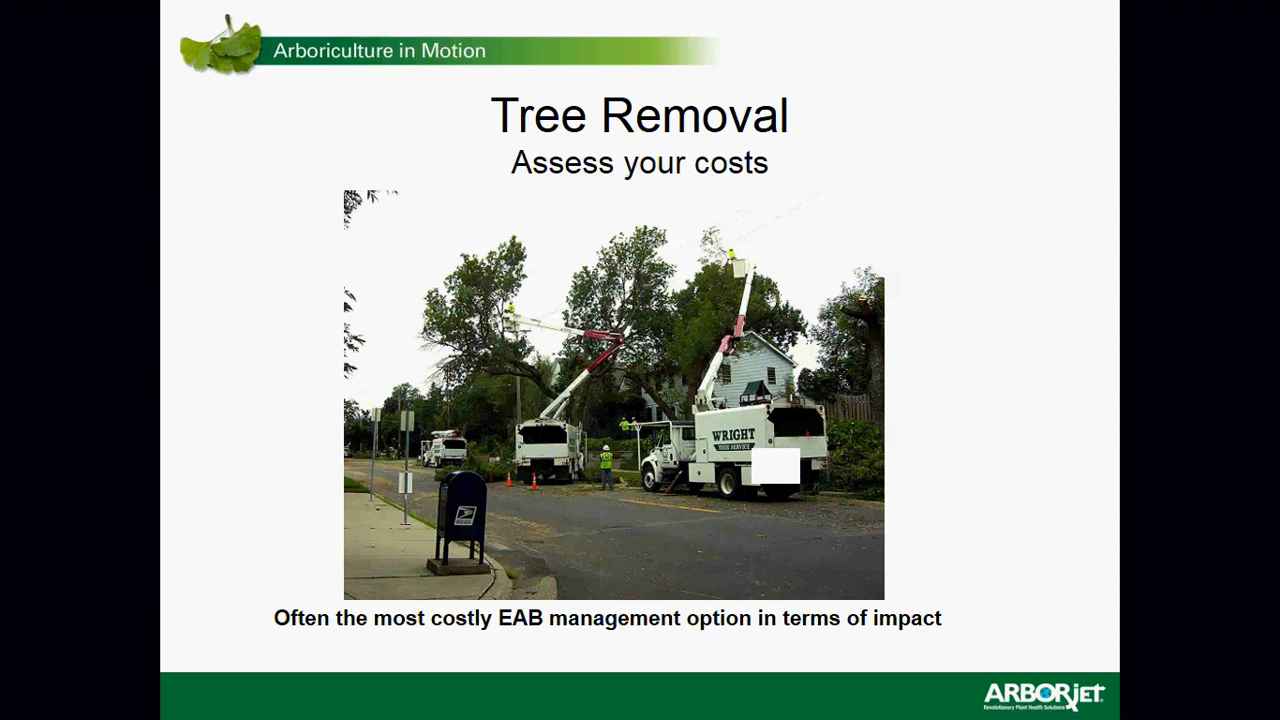 Arboriculture in Motion
Tree Removal
Assess your costs
WRIGHT
TREE SERVICE
Often the most costly EAB management option in terms of impact
ARBORjET
Revolutionary Plant Health Solutions